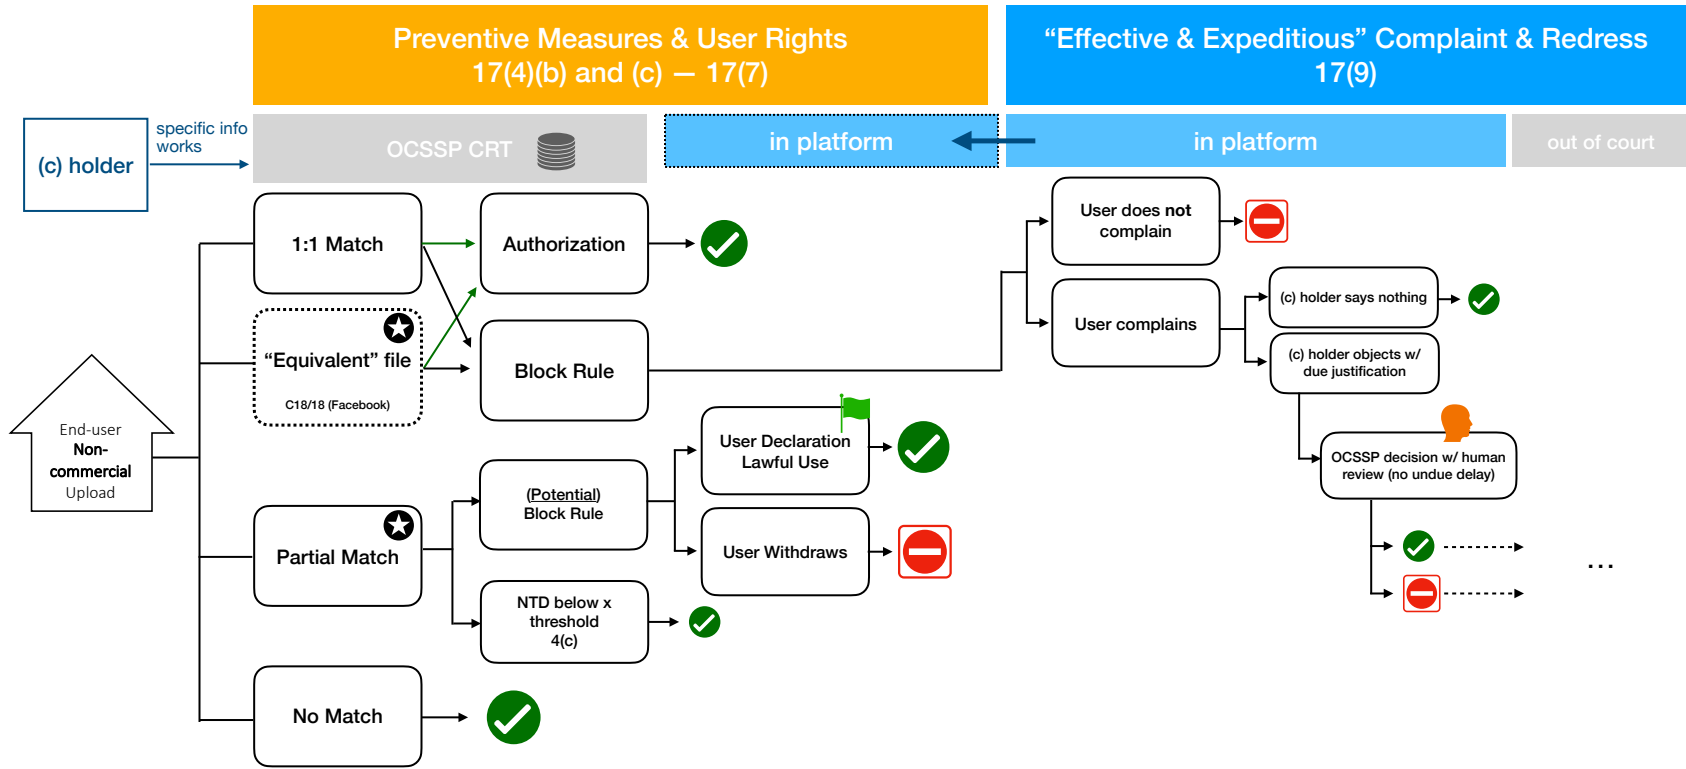 Preventive Measures & User Rights
17(4)(b) and (c) — 17(7)
“Effective & Expeditious” Complaint & Redress
17(9)
(c) holder
specific info
works
OCSSP CRT
in platform
in platform
out of court
1:1 Match
Authorization
User does not
complain
“Equivalent” file
C18/18 (Facebook)
Block Rule
User complains
(c) holder says nothing
(c) holder objects w/
due justification
End-user
Non-
commercial
Upload
User Declaration
Lawful Use
OCSSP decision w/ human
review (no undue delay)
Partial Match
(Potential)
Block Rule
User Withdraws
NTD below x
threshold
4(c)
...
No Match